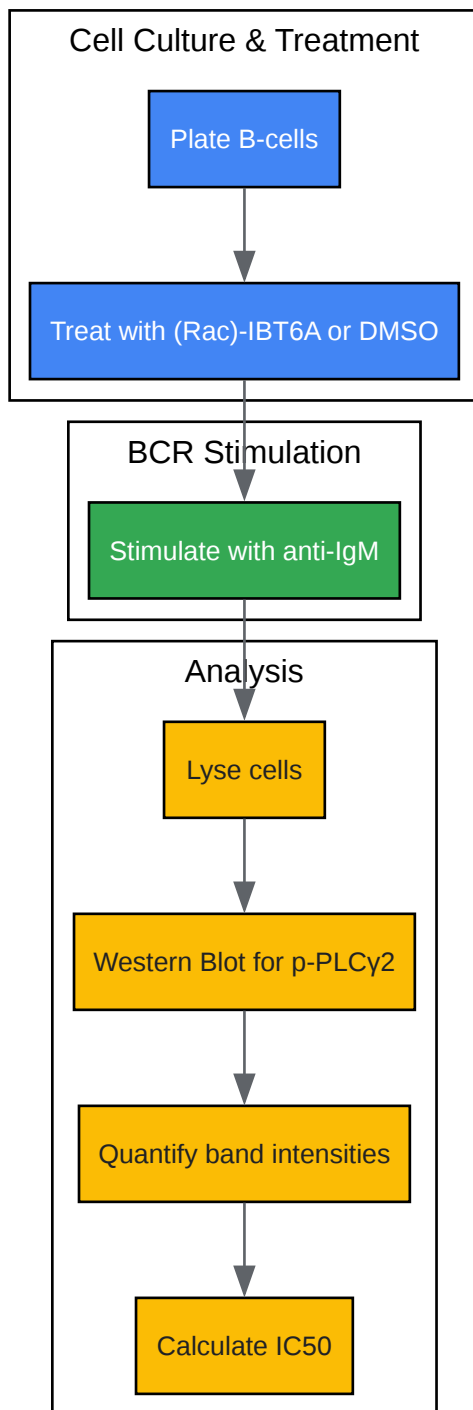 Cell Culture & Treatment
Plate B-cells
Treat with (Rac)-IBT6A or DMSO
BCR Stimulation
Stimulate with anti-IgM
Analysis
Lyse cells
Western Blot for p-PLCγ2
Quantify band intensities
Calculate IC50